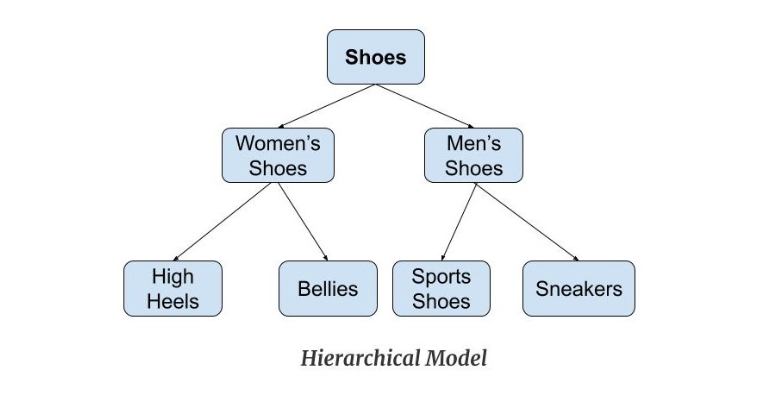 Shoes
Women’s
Shoes
Men’s
Shoes
High
Heels
Bellies
Sports
Shoes
Sneakers
Hierarchical Model